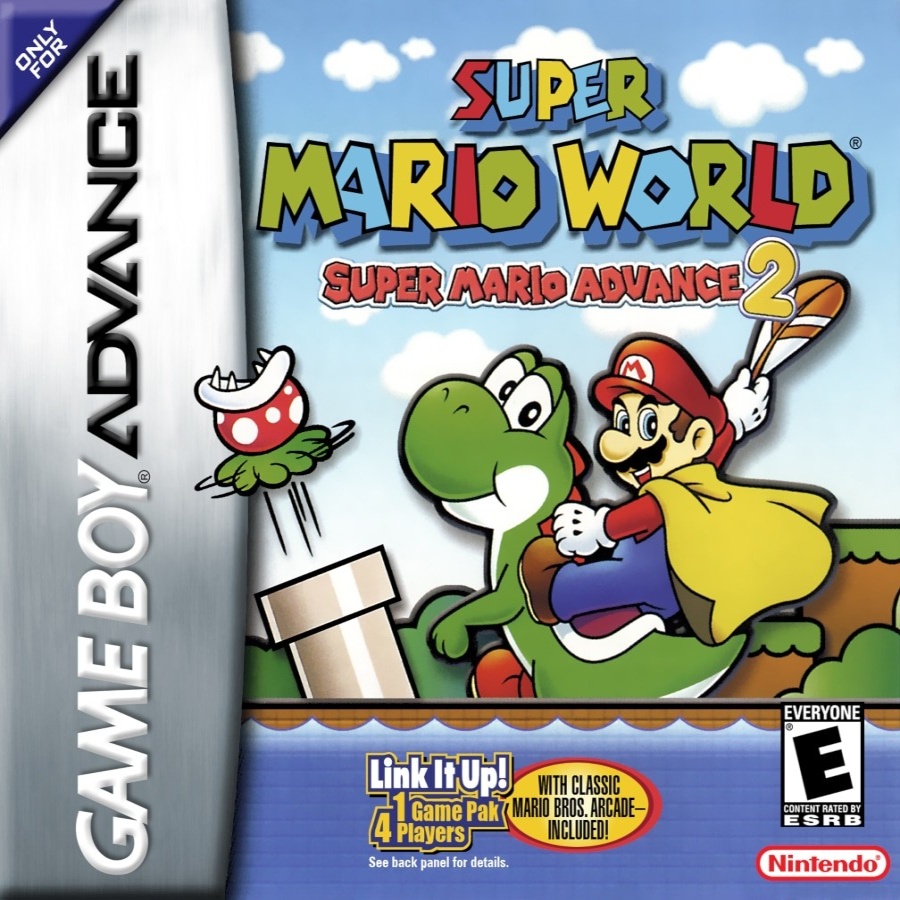 ONLY
FOR
GAME BOY ADVANCE
®
SUPER
MARIO WORLD
®
SUPER MARIO ADVANCE 2
M
Link It Up!
1 Game Pak
4 Players
See back panel for details.
WITH CLASSIC
MARIO BROS. ARCADE–
INCLUDED!
EVERYONE
®
E
CONTENT RATED BY
ESRB
Nintendo®